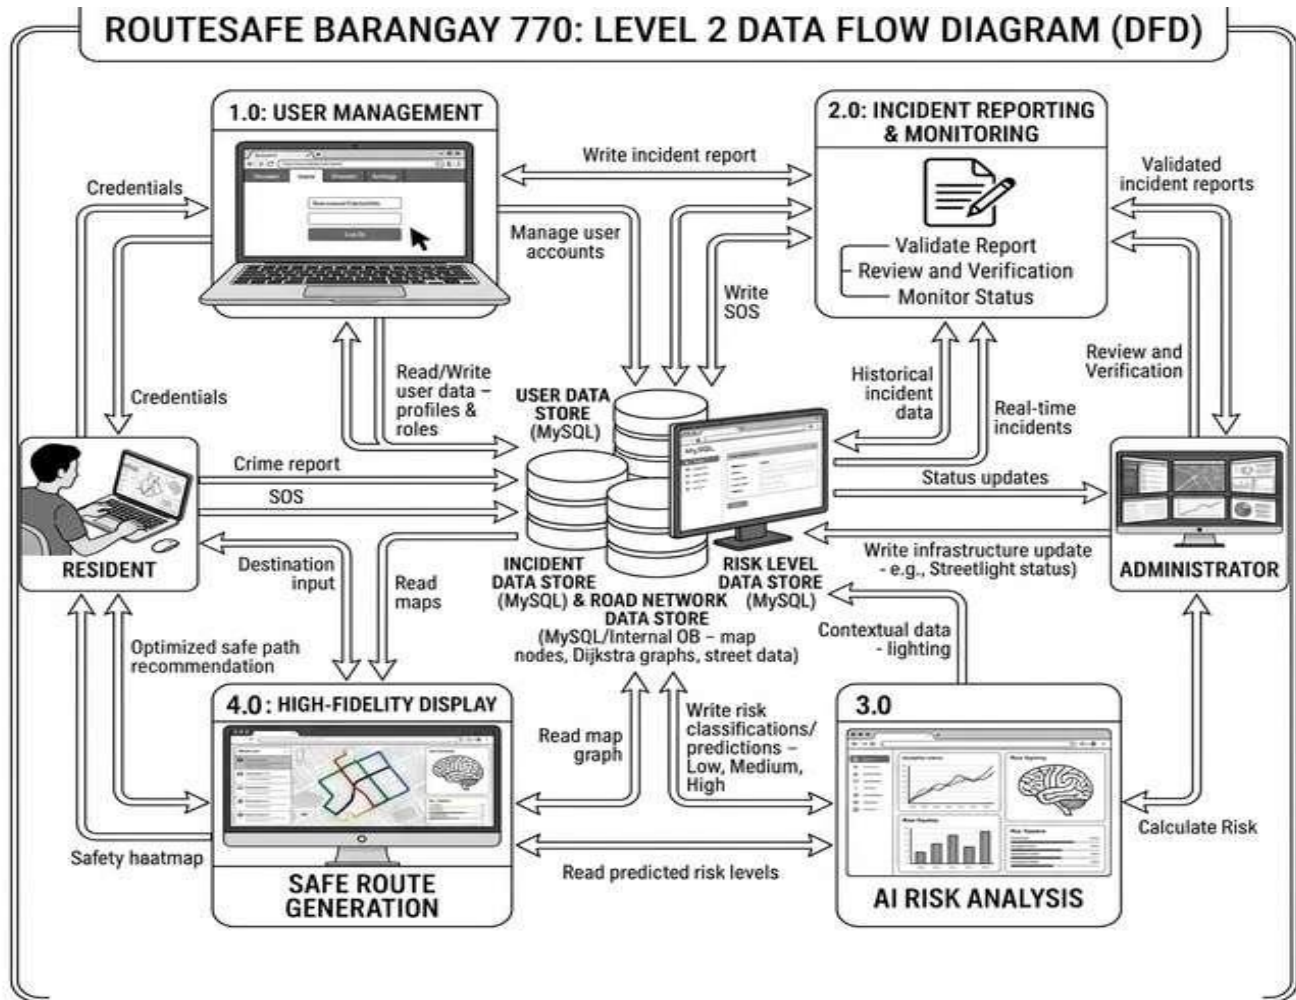 ROUTESAFE BARANGAY 770: LEVEL 2 DATA FLOW DIAGRAM (DFD)
1.0: USER MANAGEMENT
2.0: INCIDENT REPORTING
& MONITORING
Validate Report
Review and Verification
Monitor Status
Write incident report
Validated
incident reports
Credentials
Manage user
accounts
Write
SOS
Credentials
Read/Write
user data –
profiles &
roles
USER DATA
STORE
(MySQL)
MySQL
Historical
incident
data
Real-time
incidents
Review and
Verification
Crime report
SOS
Status updates
RESIDENT
Destination
input
Read
maps
INCIDENT
DATA STORE
(MySQL) & ROAD NETWORK
DATA STORE
(MySQL/Internal OB – map
nodes, Dijkstra graphs, street data)
RISK LEVEL
DATA STORE
(MySQL)
Write infrastructure update
- e.g., Streetlight status)
ADMINISTRATOR
Contextual data
- lighting
Optimized safe path
recommendation
4.0: HIGH-FIDELITY DISPLAY
Read map
graph
Write risk
classifications/
predictions –
Low, Medium,
High
3.0
Calculate Risk
Safety haatmap
Read predicted risk levels
SAFE ROUTE
GENERATION
AI RISK ANALYSIS